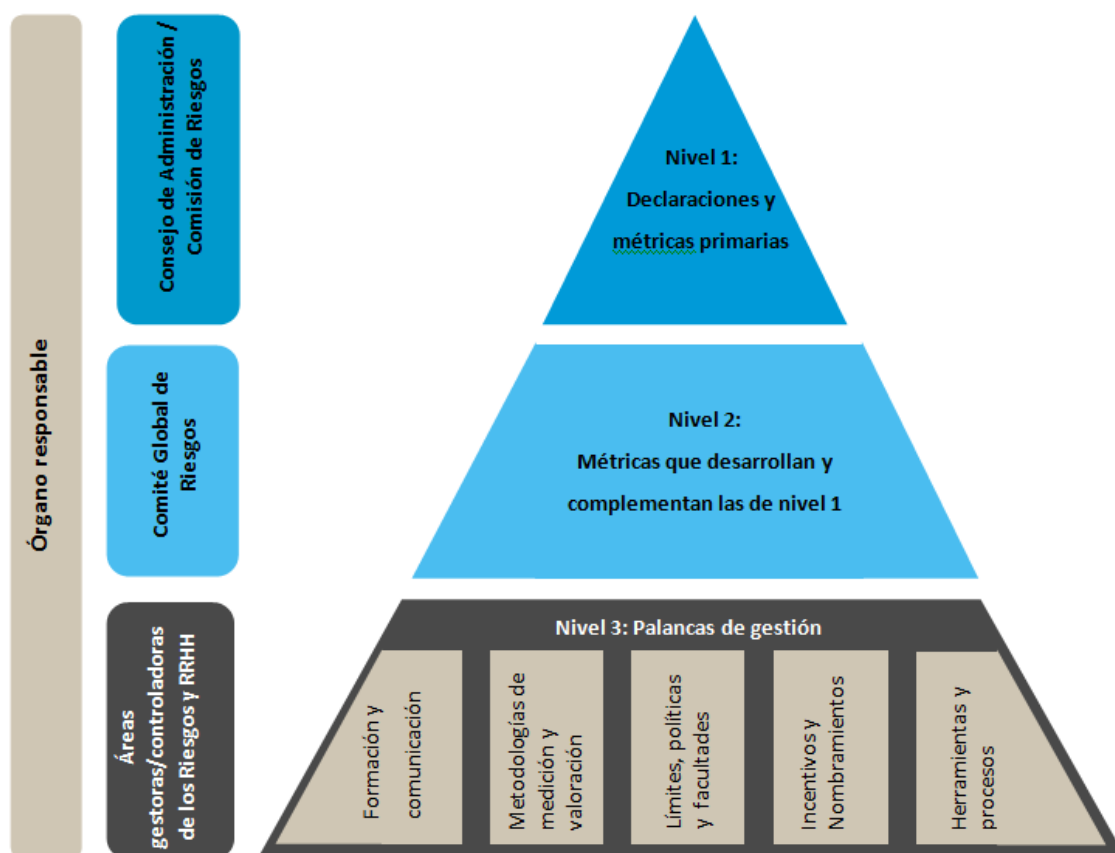 Órgano responsable
Consejo de Administración /
Comisión de Riesgos
Nivel 1:
Declaraciones y
métricas primarias
Comité Global de
Riesgos
Nivel 2:
Métricas que desarrollan y
complementan las de nivel 1
Áreas
gestoras/controladoras
de los Riesgos y RRHH
Nivel 3: Palancas de gestión
Formación y
comunicación
Metodologías de
medición y
valoración
Límites, políticas
y facultades
Incentivos y
Nombramientos
Herramientas y
procesos